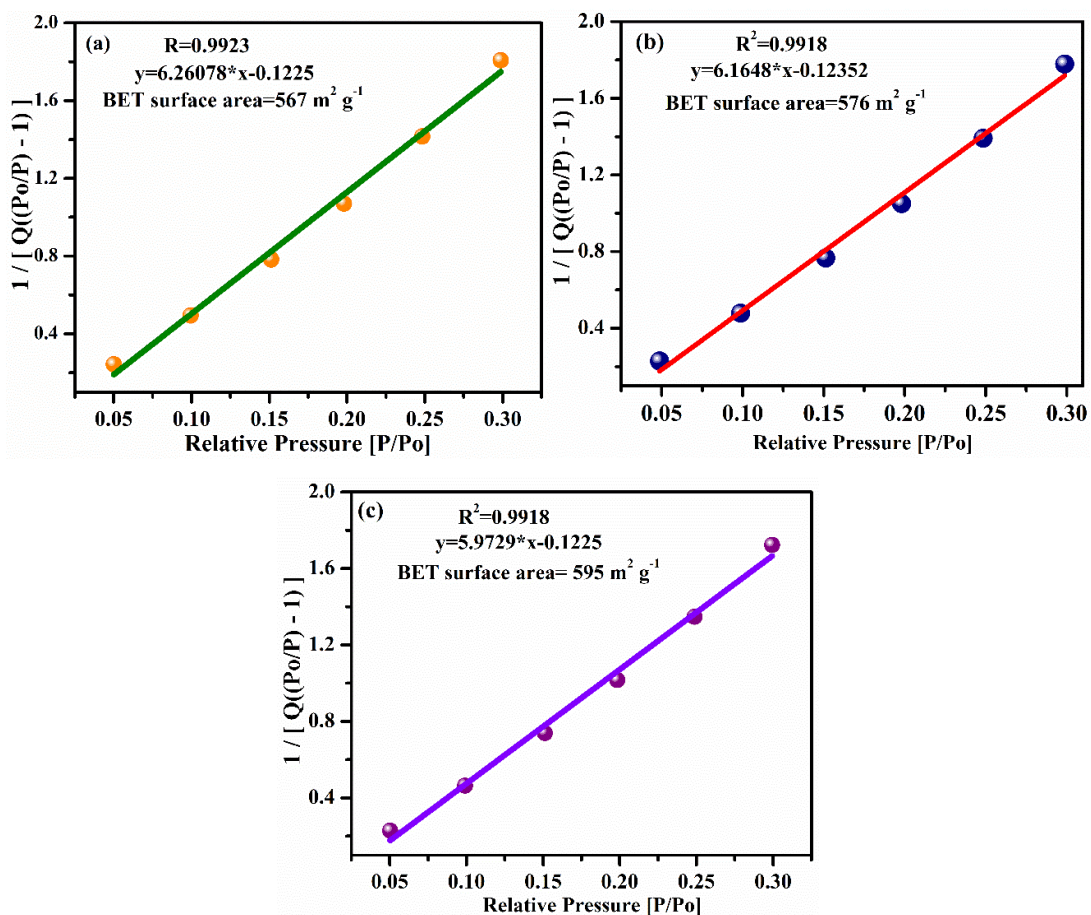 (a)
R=0.9923
y=6.26078*x-0.1225
BET surface area=567 m² g⁻¹
1 / [ Q((Po/P) - 1) ]
2.0
1.6
1.2
0.8
0.4
0.05 0.10 0.15 0.20 0.25 0.30
Relative Pressure [P/Po]
(b)
R²=0.9918
y=6.1648*x-0.12352
BET surface area=576 m² g⁻¹
1 / [ Q((Po/P) - 1) ]
2.0
1.6
1.2
0.8
0.4
0.05 0.10 0.15 0.20 0.25 0.30
Relative Pressure [P/Po]
(c)
R²=0.9918
y=5.9729*x-0.1225
BET surface area= 595 m² g⁻¹
1 / [ Q((Po/P) - 1) ]
2.0
1.6
1.2
0.8
0.4
0.05 0.10 0.15 0.20 0.25 0.30
Relative Pressure [P/Po]